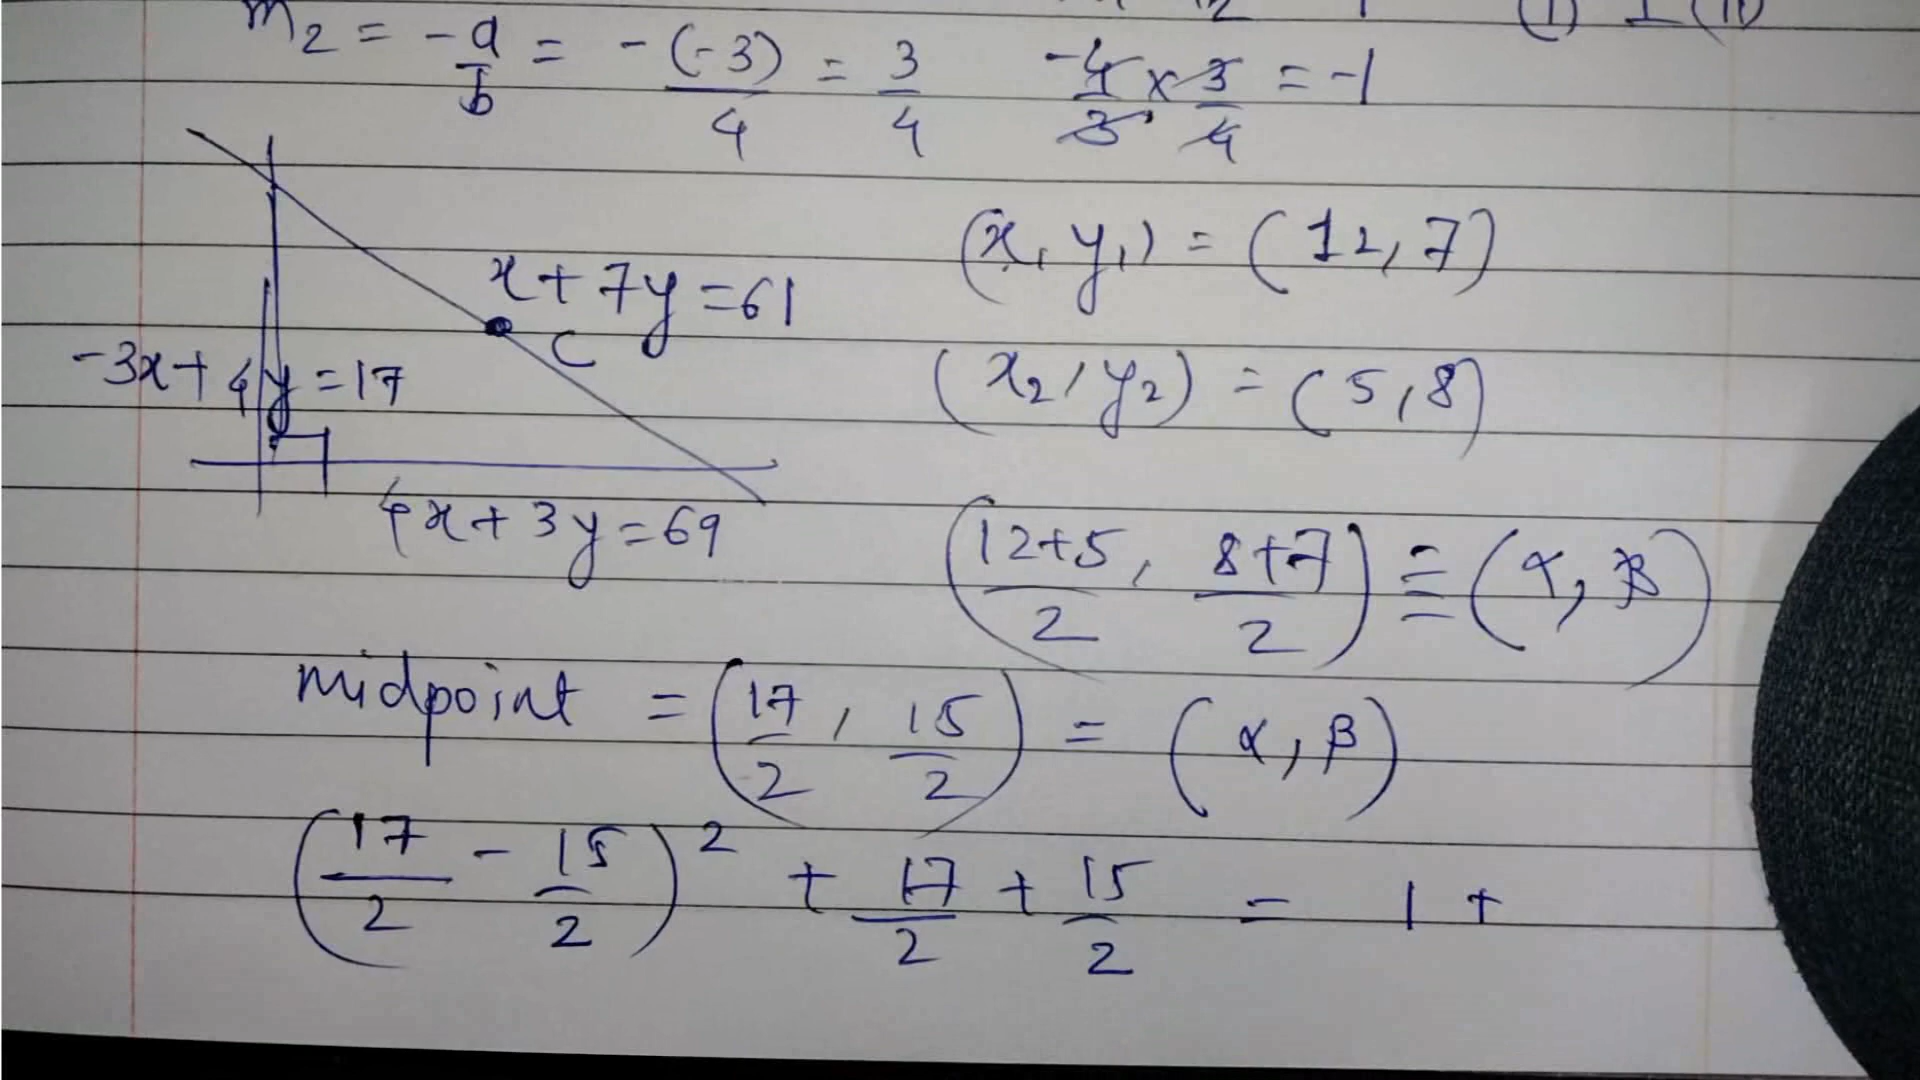 m2 = -a/b = -(-3)/4 = 3/4 -4/3 × 3/4 = -1
(x1 y1) = (12,7)
x + 7y = 61
C
(x2, y2) = (5,8)
-3x + 4y = 17
4x + 3y = 69
(12+5/2, 8+7/2) ≡ (α, β)
midpoint = (17/2, 15/2) = (α, β)
(17/2 - 15/2)2 + 17/2 + 15/2 = 1 +